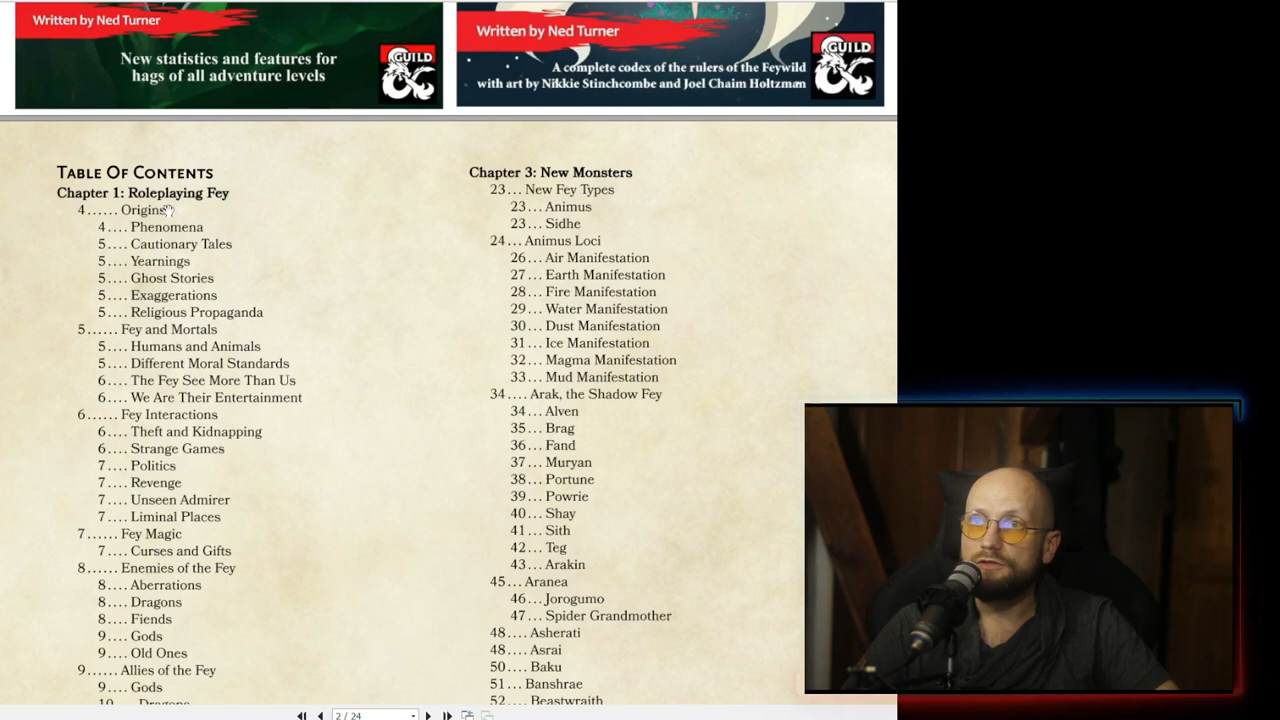 Written by Ned Turner
New statistics and features for
hags of all adventure levels
GUILD
Written by Ned Turner
A complete codex of the rulers of the Feywild
with art by Nikkie Stinchcombe and Joel Chaim Holtzman
GUILD
TABLE OF CONTENTS
Chapter 1: Roleplaying Fey
4...... Origins
4.... Phenomena
5.... Cautionary Tales
5.... Yearnings
5.... Ghost Stories
5.... Exaggerations
5.... Religious Propaganda
5...... Fey and Mortals
5.... Humans and Animals
5.... Different Moral Standards
6.... The Fey See More Than Us
6.... We Are Their Entertainment
6...... Fey Interactions
6.... Theft and Kidnapping
6.... Strange Games
7.... Politics
7.... Revenge
7.... Unseen Admirer
7.... Liminal Places
7...... Fey Magic
7.... Curses and Gifts
8...... Enemies of the Fey
8.... Aberrations
8.... Dragons
8.... Fiends
9.... Gods
9.... Old Ones
9...... Allies of the Fey
9.... Gods
10.... Dragons
Chapter 3: New Monsters
23... New Fey Types
23... Animus
23... Sidhe
24... Animus Loci
26... Air Manifestation
27... Earth Manifestation
28... Fire Manifestation
29... Water Manifestation
30... Dust Manifestation
31... Ice Manifestation
32... Magma Manifestation
33... Mud Manifestation
34.... Arak, the Shadow Fey
34... Alven
35... Brag
36... Fand
37... Muryan
38... Portune
39... Powrie
40... Shay
41... Sith
42... Teg
43... Arakin
45... Aranea
46... Jorogumo
47... Spider Grandmother
48.... Asherati
48... Asrai
50... Baku
51... Banshrae
52... Beastwraith
2 / 24